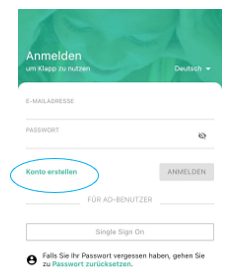 Anmelden
um Klapp zu nutzen
Deutsch
E-MAILADRESSE
PASSWORT
Konto erstellen
ANMELDEN
FÜR AD-BENUTZER
Single Sign On
Falls Sie Ihr Passwort vergessen haben, gehen Sie
zu Passwort zurücksetzen.